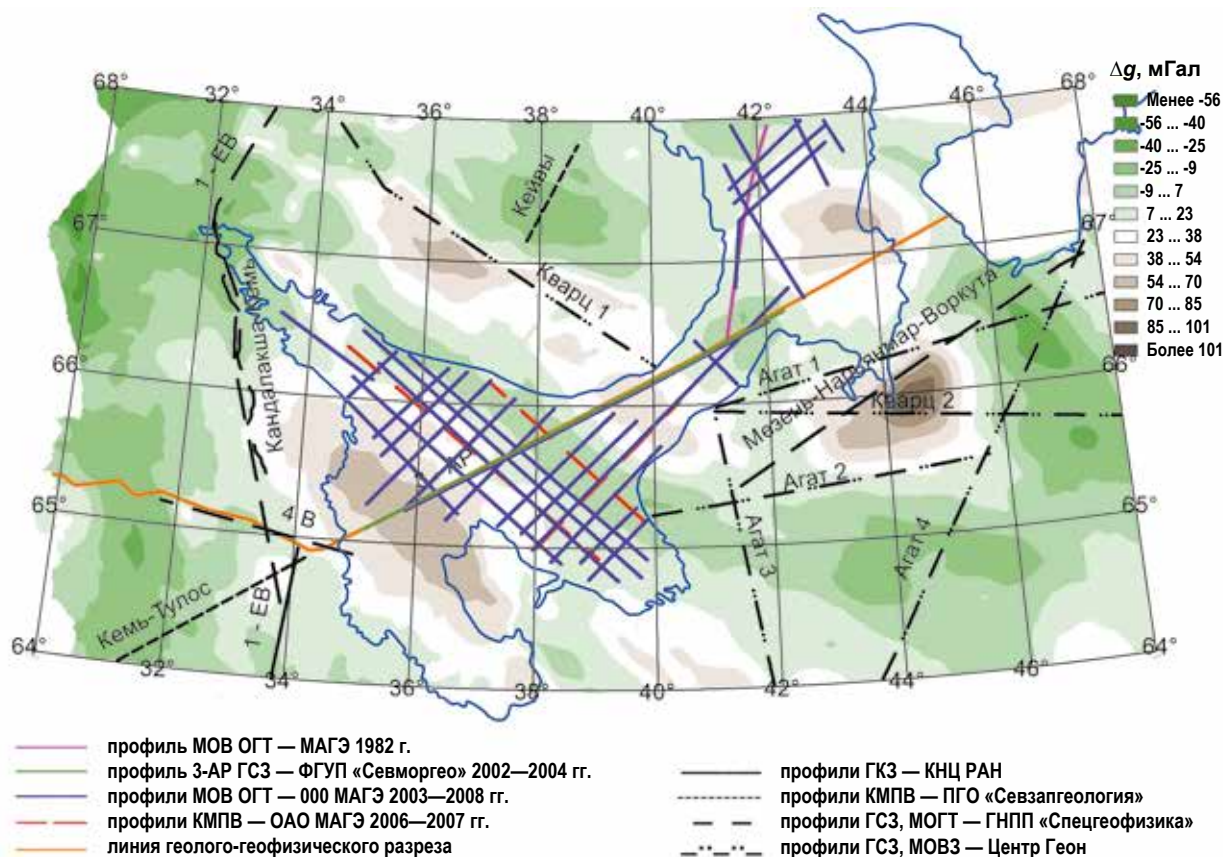 68°
32°
34°
36°
38°
40°
42°
44°
46°
68°
Δg, мГал
Менее -56
-56 ... -40
-40 ... -25
-25 ... -9
-9 ... 7
7 ... 23
23 ... 38
38 ... 54
54 ... 70
70 ... 85
85 ... 101
Более 101
1 - ЕВ
Кейвы
67°
67°
Кварц 1
Кандалакша-Кемь
Мезень-Нарьянмар-Воркута
66°
66°
Агат 1
Кварц 2
АР
Агат 2
65°
65°
4 В
Агат 3
Агат 4
Кемь-Тулос
1 - ЕВ
64°
64°
32°
34°
36°
38°
40°
42°
44°
46°
профиль МОВ ОГТ — МАГЭ 1982 г.
профиль 3-АР ГСЗ — ФГУП «Севморгео» 2002—2004 гг.
профили МОВ ОГТ — 000 МАГЭ 2003—2008 гг.
профили КМПВ — ОАО МАГЭ 2006—2007 гг.
линия геолого-геофизического разреза
профили ГКЗ — КНЦ РАН
профили КМПВ — ПГО «Севзапгеология»
профили ГСЗ, МОГТ — ГНПП «Спецгеофизика»
профили ГСЗ, МОВЗ — Центр Геон